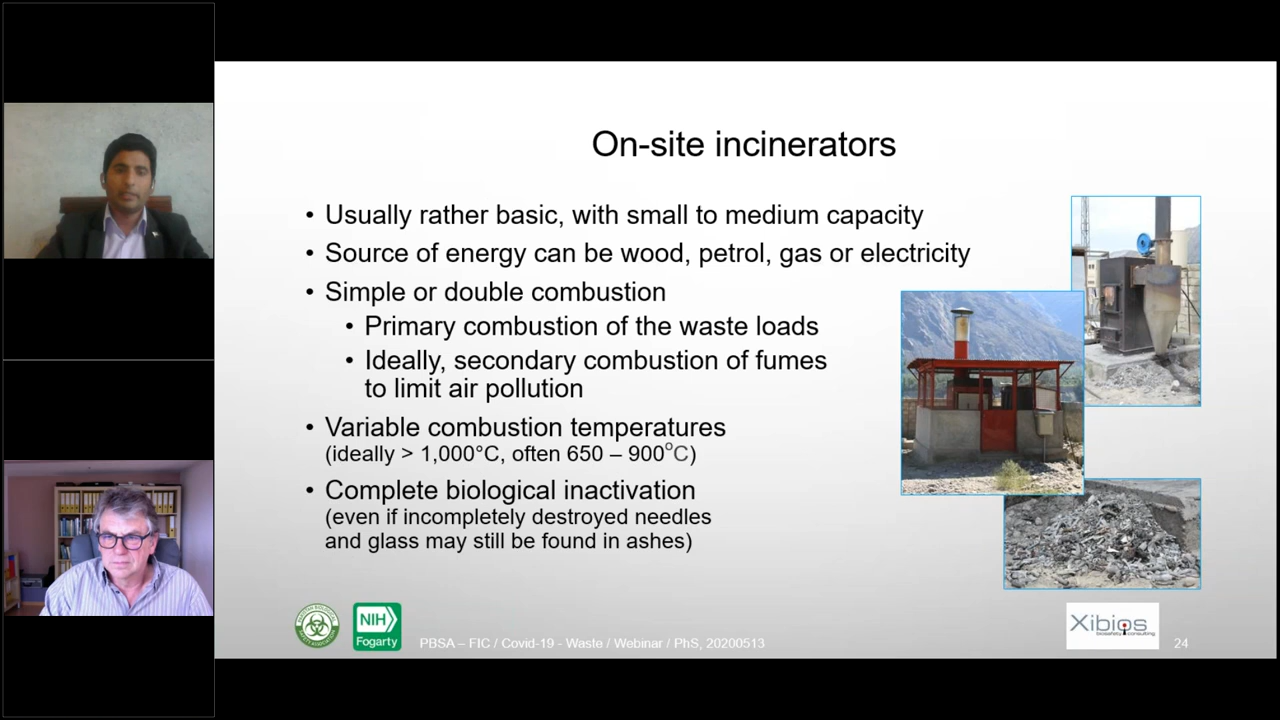 On-site incinerators
• Usually rather basic, with small to medium capacity
• Source of energy can be wood, petrol, gas or electricity
• Simple or double combustion
• Primary combustion of the waste loads
• Ideally, secondary combustion of fumes
to limit air pollution
• Variable combustion temperatures
(ideally > 1,000°C, often 650 – 900°C)
• Complete biological inactivation
(even if incompletely destroyed needles
and glass may still be found in ashes)
NIH
Fogarty
PBSA – FIC / Covid-19 - Waste / Webinar / PhS, 20200513
Xibios
biosafety consulting
24